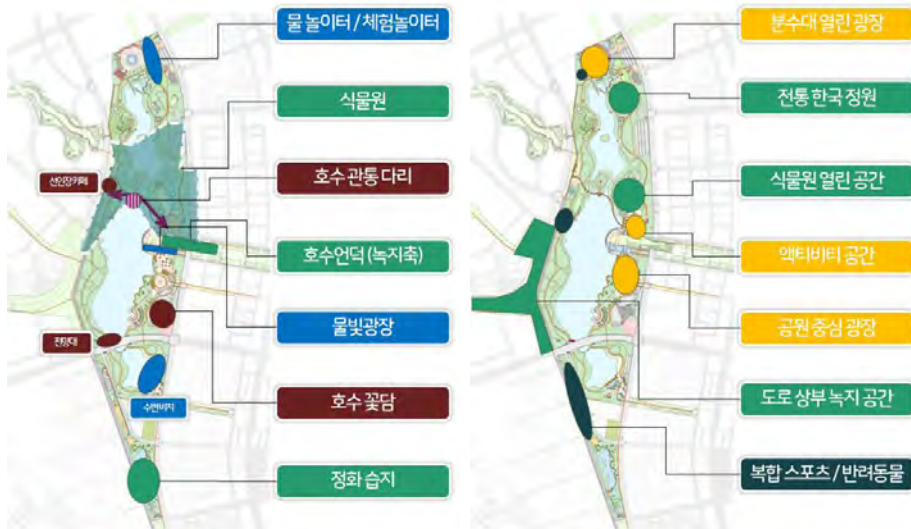 물 놀이터 / 체험놀이터
식물원
호수 관통 다리
선인장카페
호수언덕 (녹지축)
물빛광장
전망대
호수 꽃담
수변비치
정화 습지
분수대 열린 광장
전통 한국 정원
식물원 열린 공간
액티비티 공간
공원 중심 광장
도로 상부 녹지 공간
복합 스포츠 / 반려동물